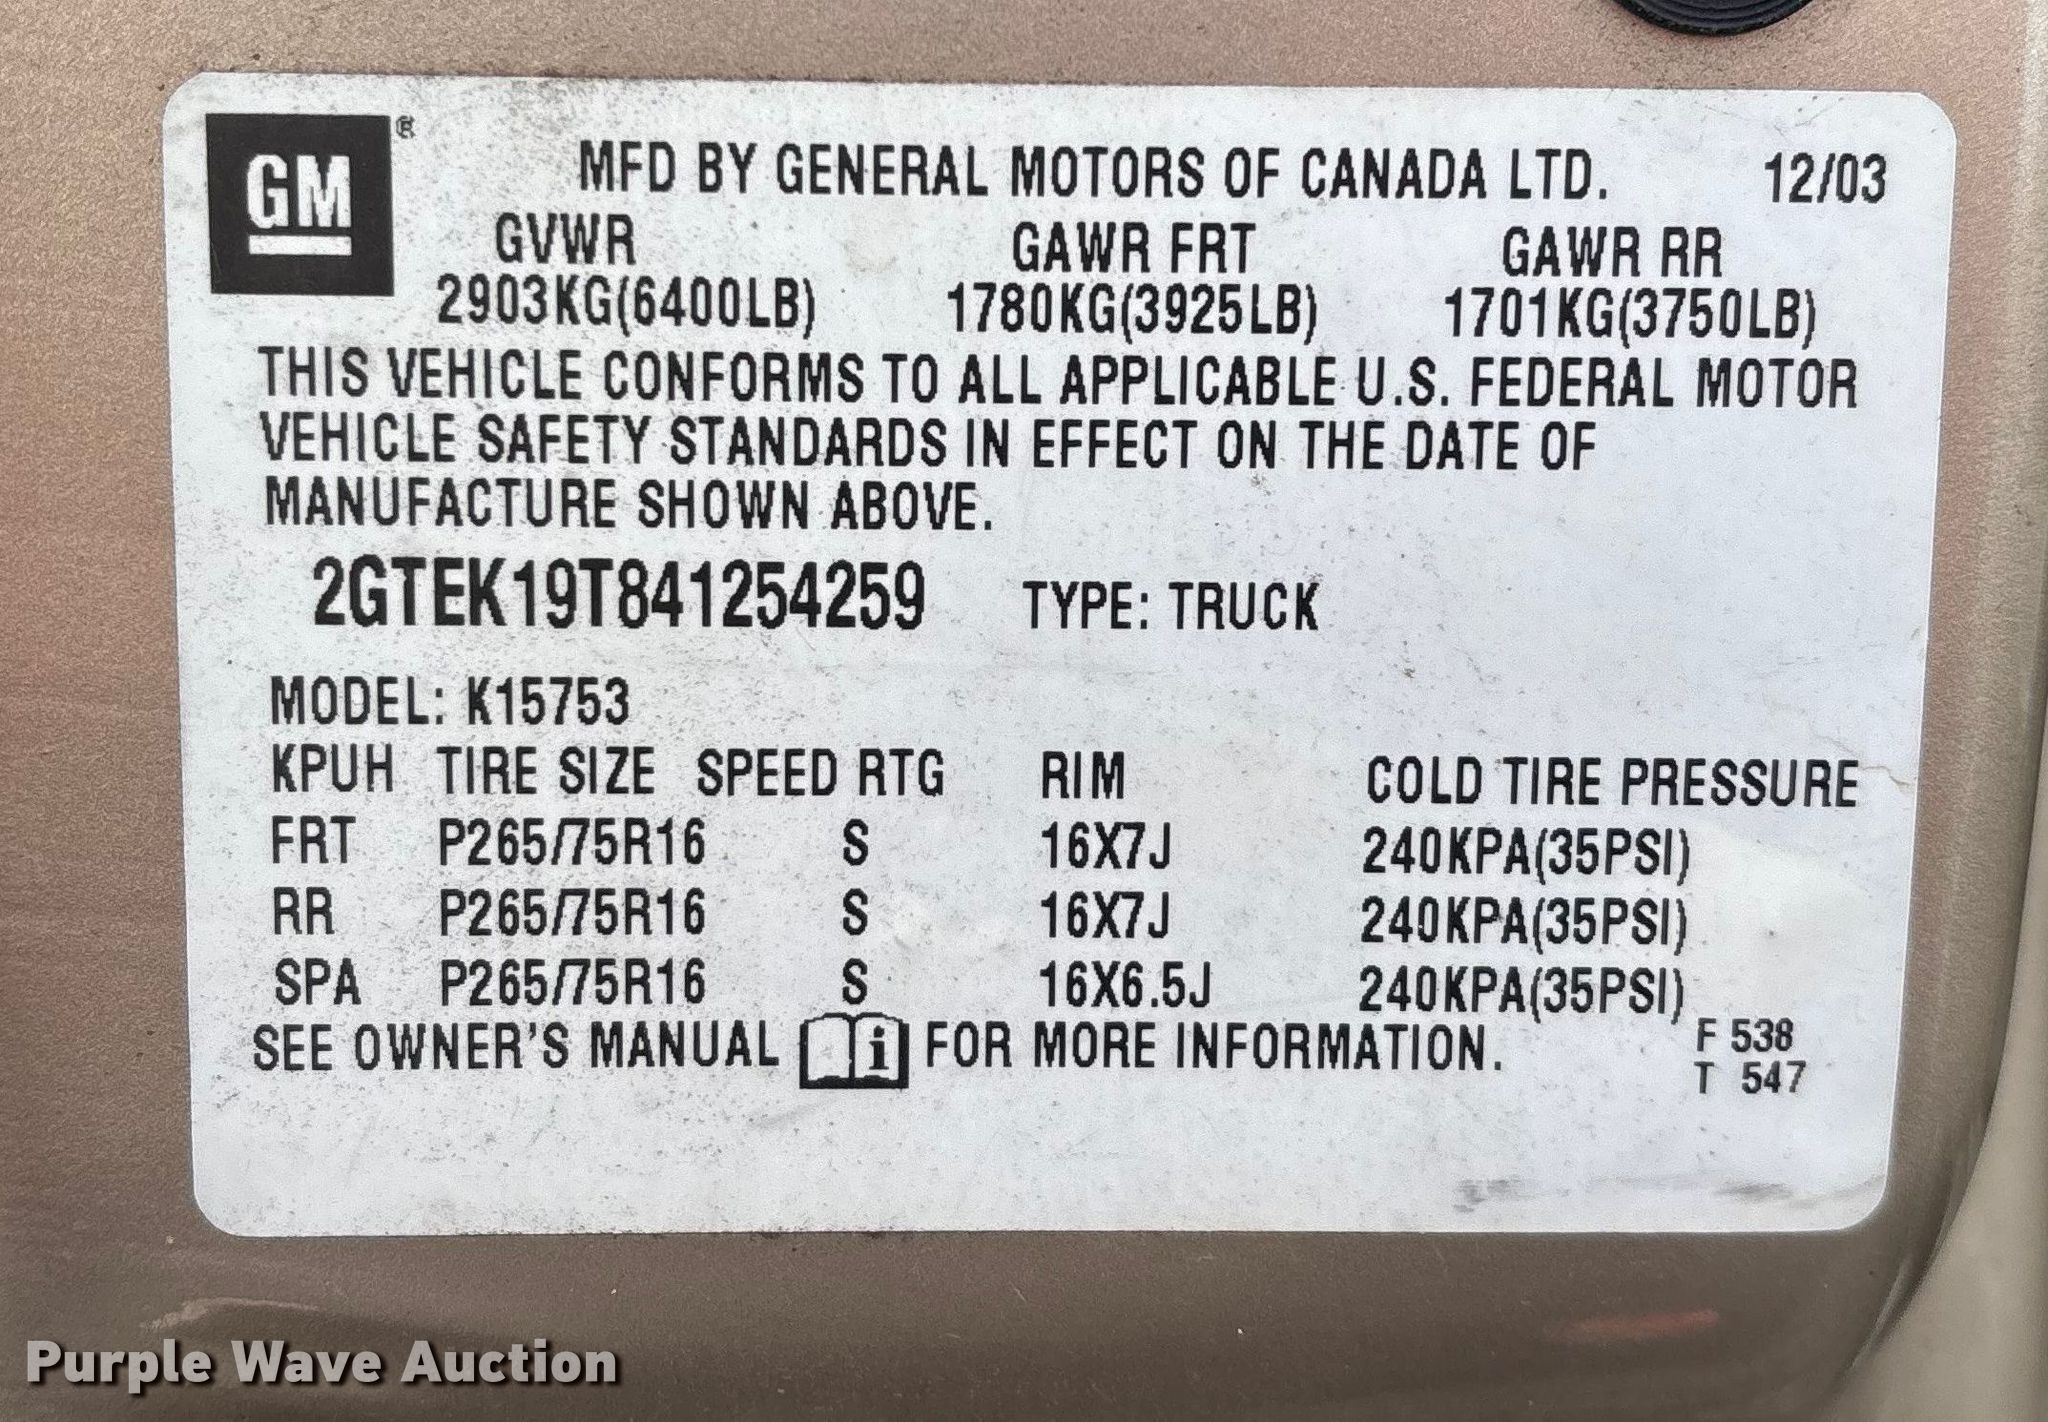 GM®
MFD BY GENERAL MOTORS OF CANADA LTD. 12/03
GVWR GAWR FRT GAWR RR
2903KG(6400LB) 1780KG(3925LB) 1701KG(3750LB)
THIS VEHICLE CONFORMS TO ALL APPLICABLE U.S. FEDERAL MOTOR
VEHICLE SAFETY STANDARDS IN EFFECT ON THE DATE OF
MANUFACTURE SHOWN ABOVE.
2GTEK19T841254259 TYPE: TRUCK
MODEL: K15753
KPUH TIRE SIZE SPEED RTG RIM COLD TIRE PRESSURE
FRT P265/75R16 S 16X7J 240KPA(35PSI)
RR P265/75R16 S 16X7J 240KPA(35PSI)
SPA P265/75R16 S 16X6.5J 240KPA(35PSI)
SEE OWNER'S MANUAL i FOR MORE INFORMATION.
F 538
T 547
Purple Wave Auction